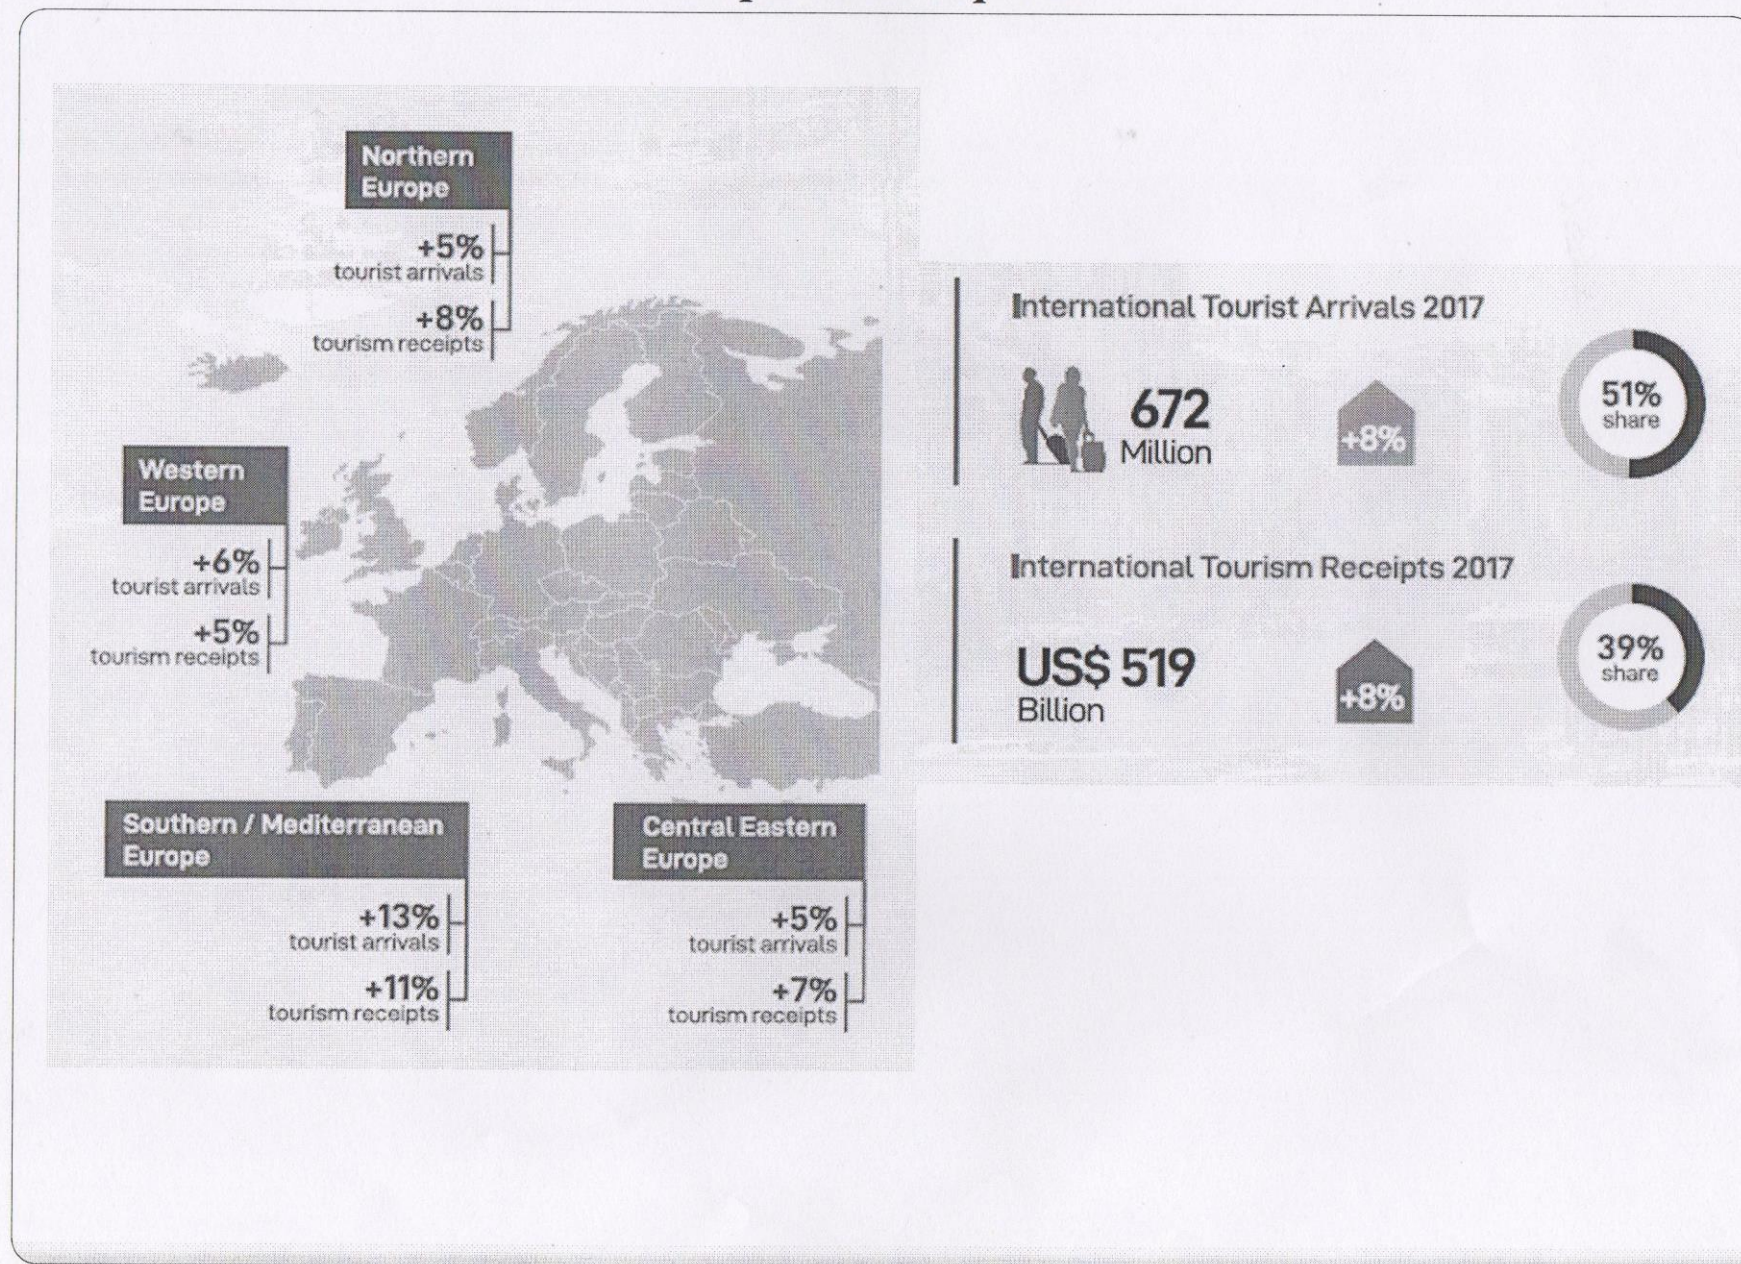 Northern
Europe
+5%
tourist arrivals
+8%
tourism receipts
Western
Europe
+6%
tourist arrivals
+5%
tourism receipts
Southern / Mediterranean
Europe
+13%
tourist arrivals
+11%
tourism receipts
Central Eastern
Europe
+5%
tourist arrivals
+7%
tourism receipts
International Tourist Arrivals 2017
672
Million
+8%
51%
share
International Tourism Receipts 2017
US$ 519
Billion
+8%
39%
share